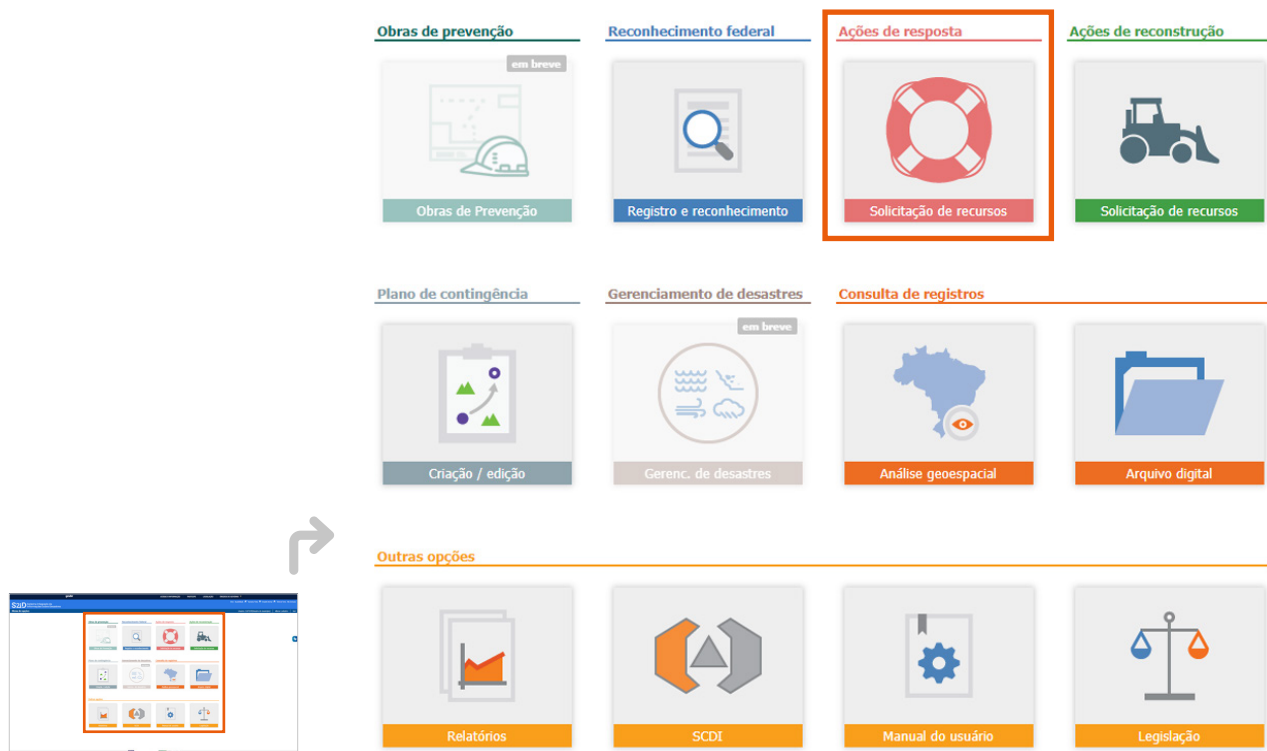 Obras de prevenção
Reconhecimento federal
Ações de resposta
Ações de reconstrução
em breve
Obras de Prevenção
Registro e reconhecimento
Solicitação de recursos
Solicitação de recursos
Plano de contingência
Gerenciamento de desastres
Consulta de registros
em breve
Criação / edição
Gerenc. de desastres
Análise geoespacial
Arquivo digital
Outras opções
S2iD
Relatórios
SCDI
Manual do usuário
Legislação